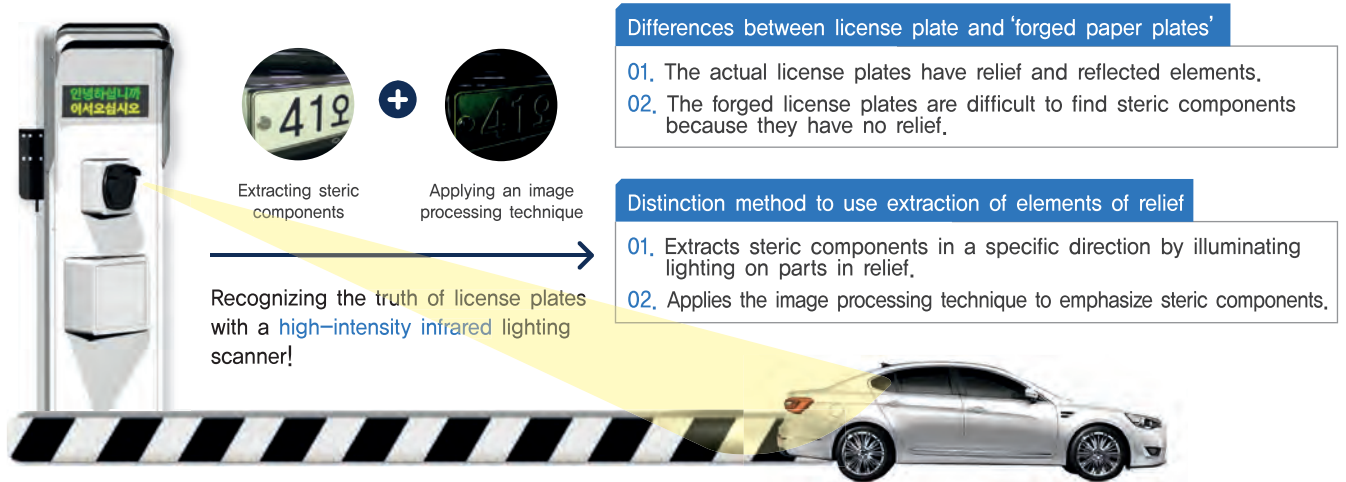 안녕하십니까
어서오십시오
41오
41오
Extracting steric
components
Applying an image
processing technique
Recognizing the truth of license plates
with a high-intensity infrared lighting
scanner!
Differences between license plate and ‘forged paper plates’
01. The actual license plates have relief and reflected elements.
02. The forged license plates are difficult to find steric components
because they have no relief.
Distinction method to use extraction of elements of relief
01. Extracts steric components in a specific direction by illuminating
lighting on parts in relief.
02. Applies the image processing technique to emphasize steric components.